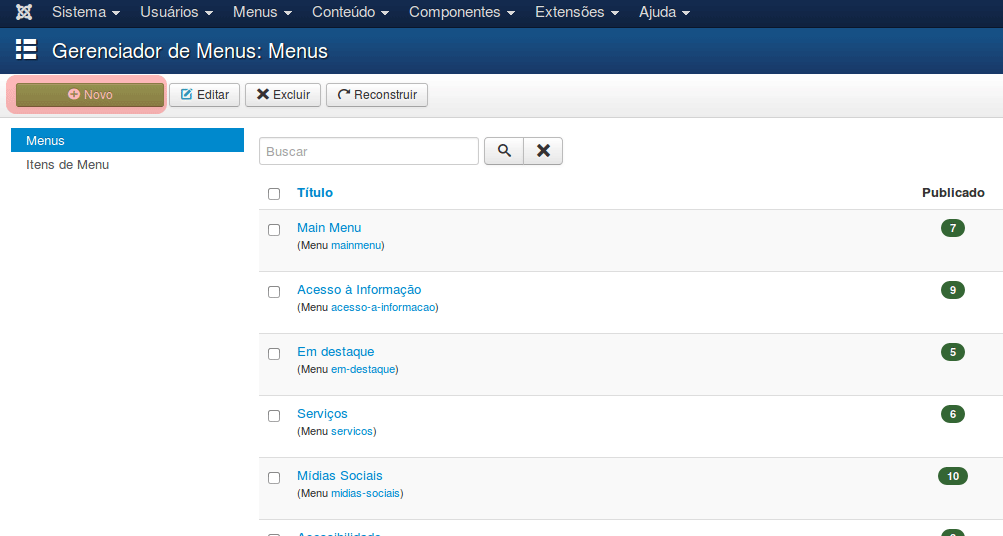 Sistema Usuários Menus Conteúdo Componentes Extensões Ajuda
Gerenciador de Menus: Menus
Novo Editar Excluir Reconstruir
Menus
Itens de Menu
Buscar
Título Publicado
Main Menu 7
(Menu mainmenu)
Acesso à Informação 9
(Menu acesso-a-informacao)
Em destaque 5
(Menu em-destaque)
Serviços 6
(Menu servicos)
Mídias Sociais 10
(Menu midias-sociais)
Acessibilidade